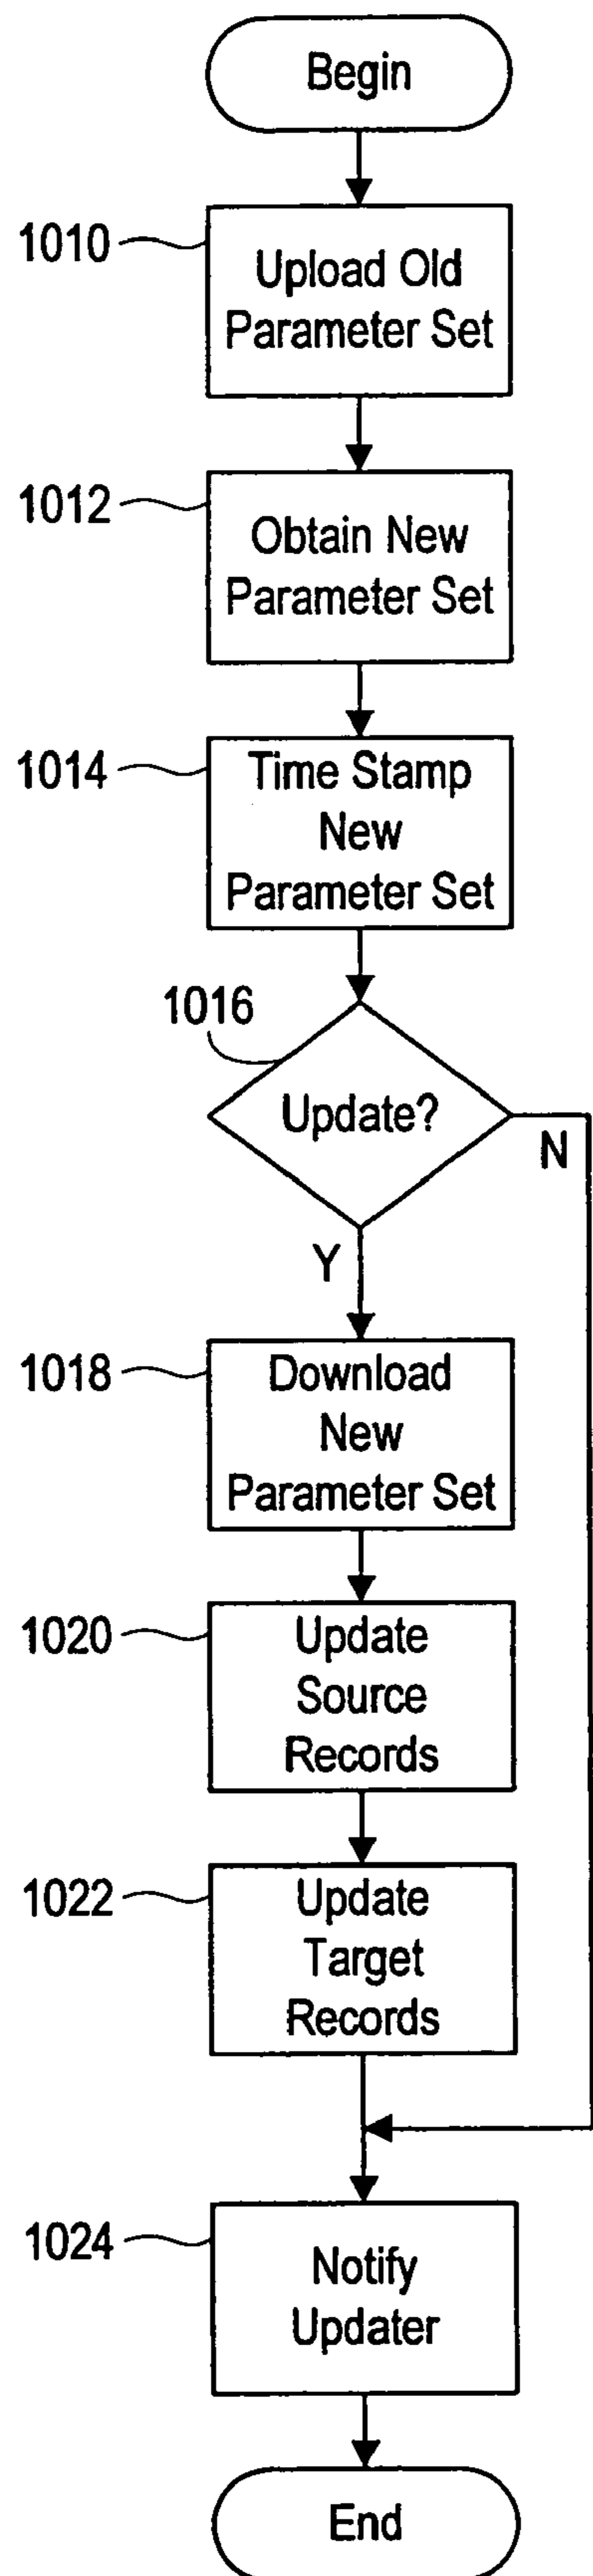 Begin
1010
Upload Old
Parameter Set
1012
Obtain New
Parameter Set
1014
Time Stamp
New
Parameter Set
1016
Update?
N
Y
1018
Download
New
Parameter Set
1020
Update
Source
Records
1022
Update
Target
Records
1024
Notify
Updater
End